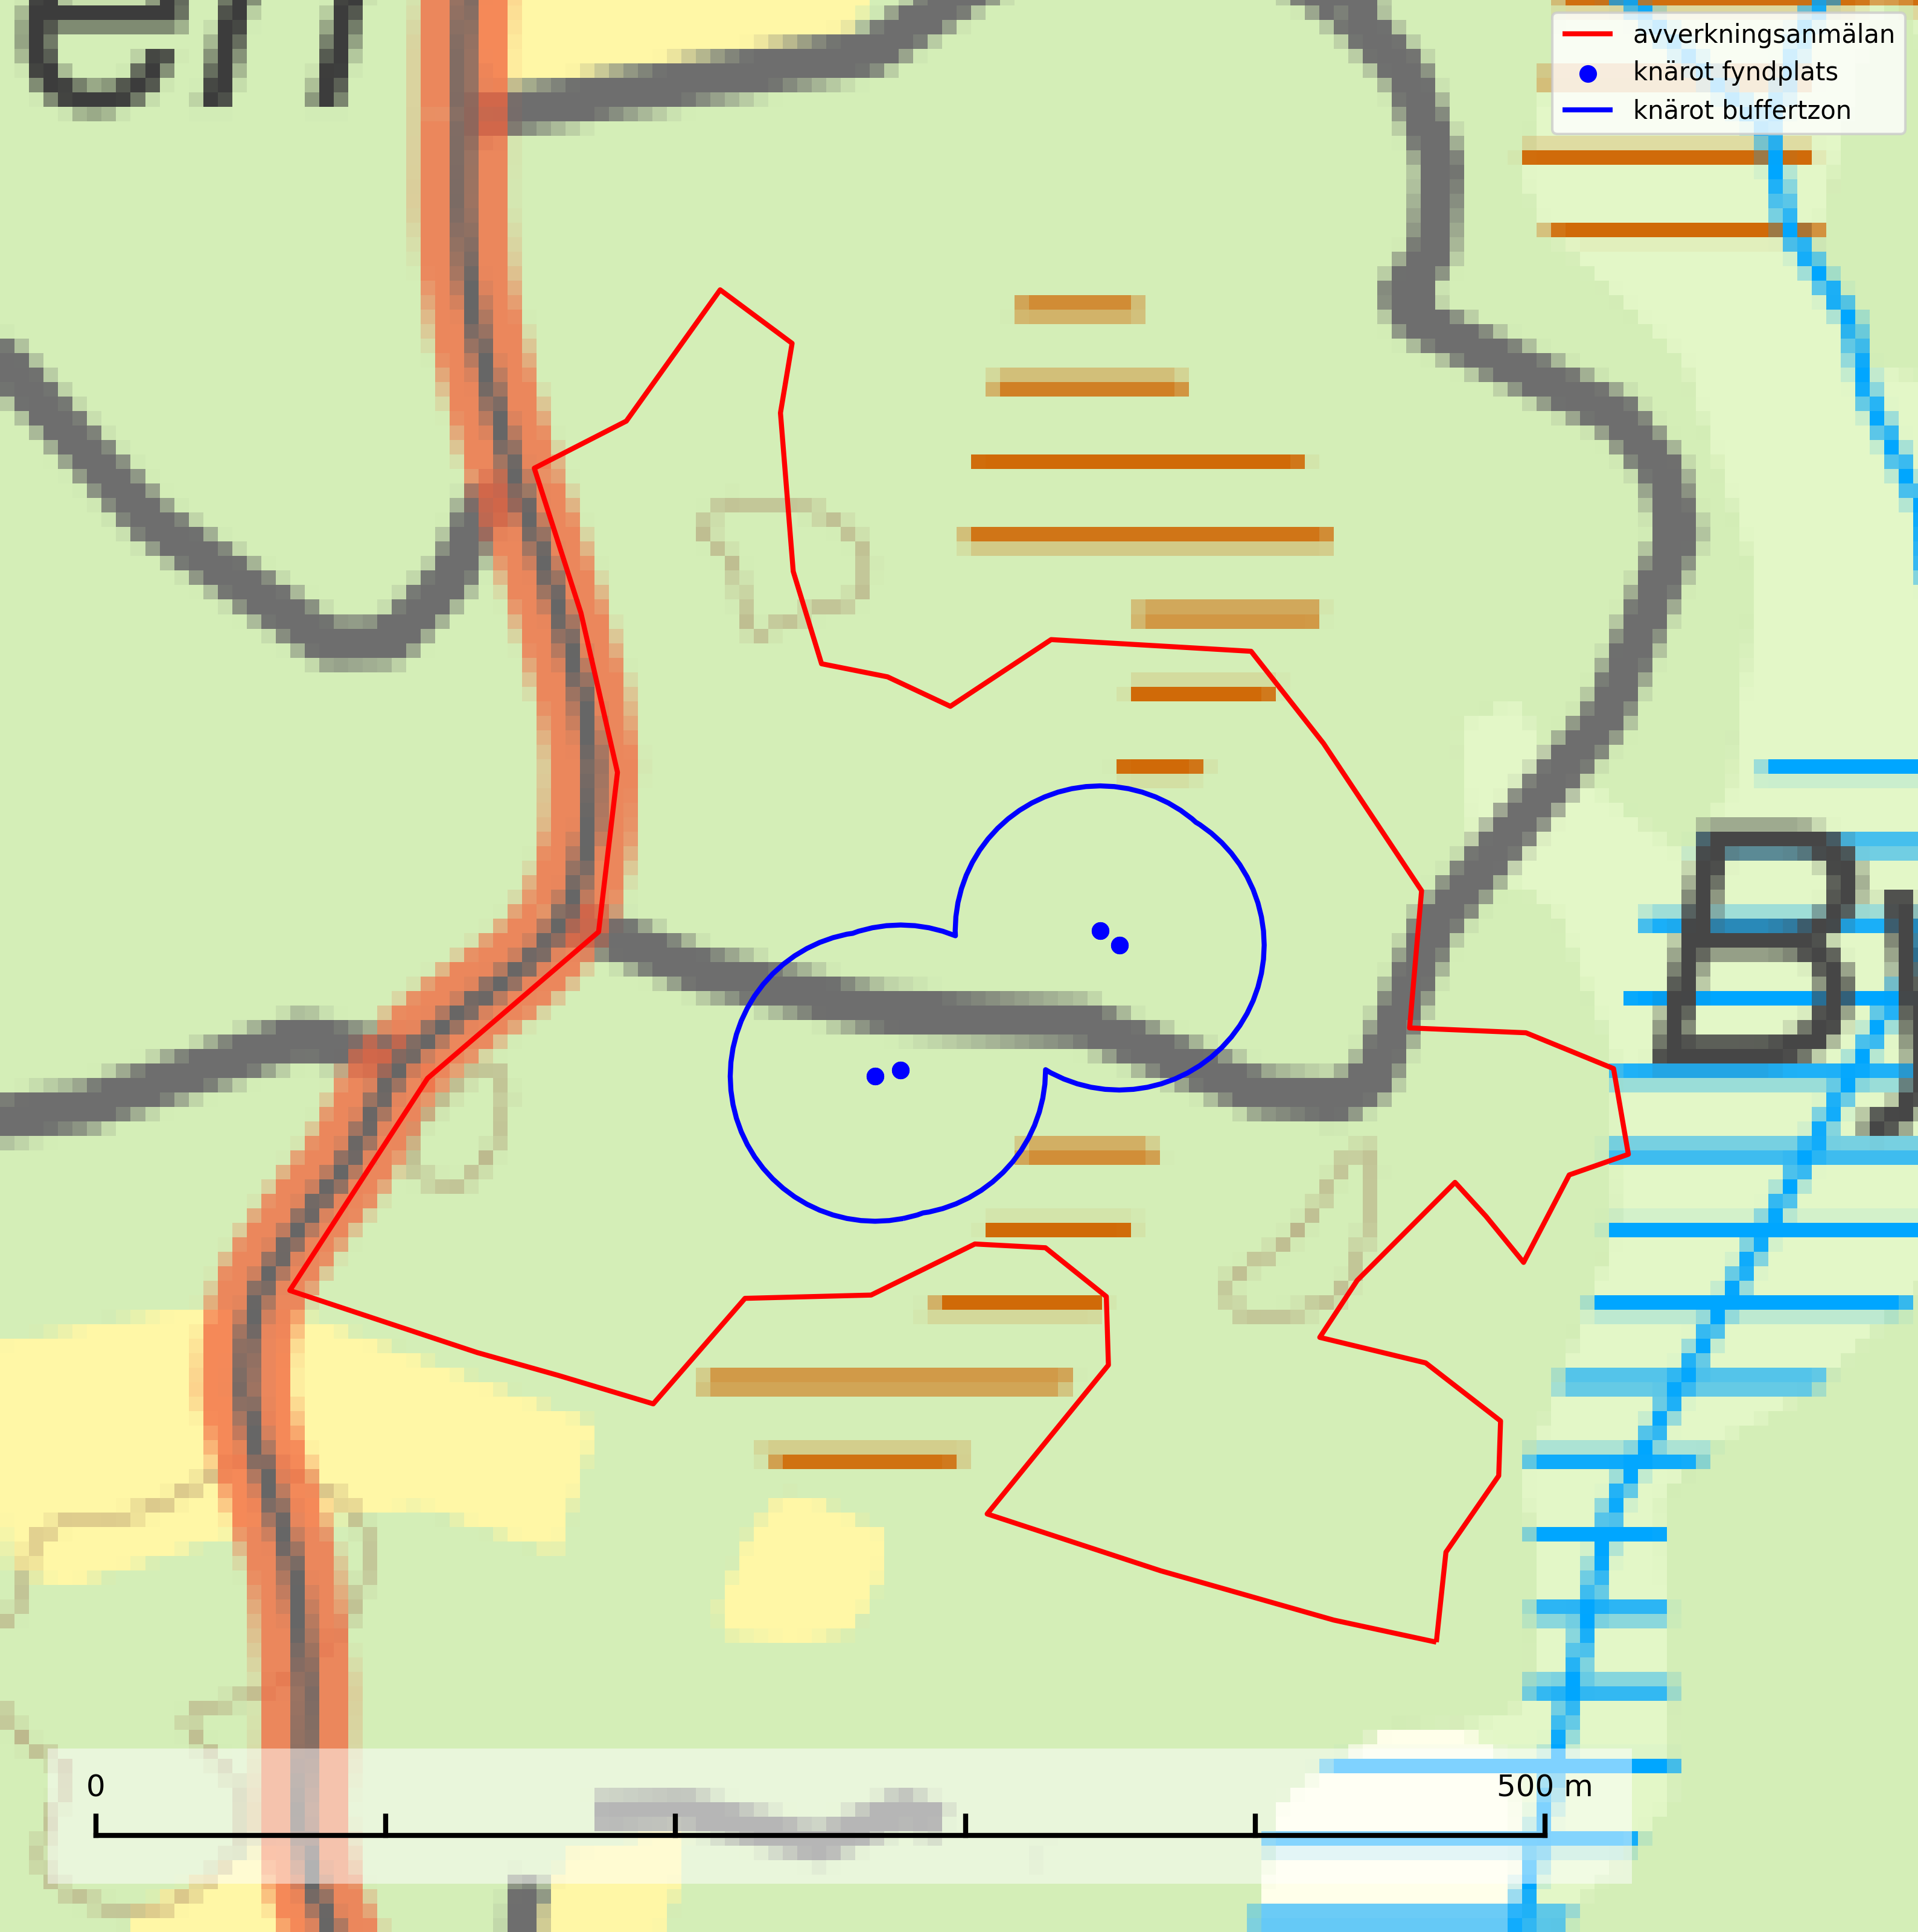 avverkningsanmälan
knärot fyndplats
knärot buffertzon
0 500 m